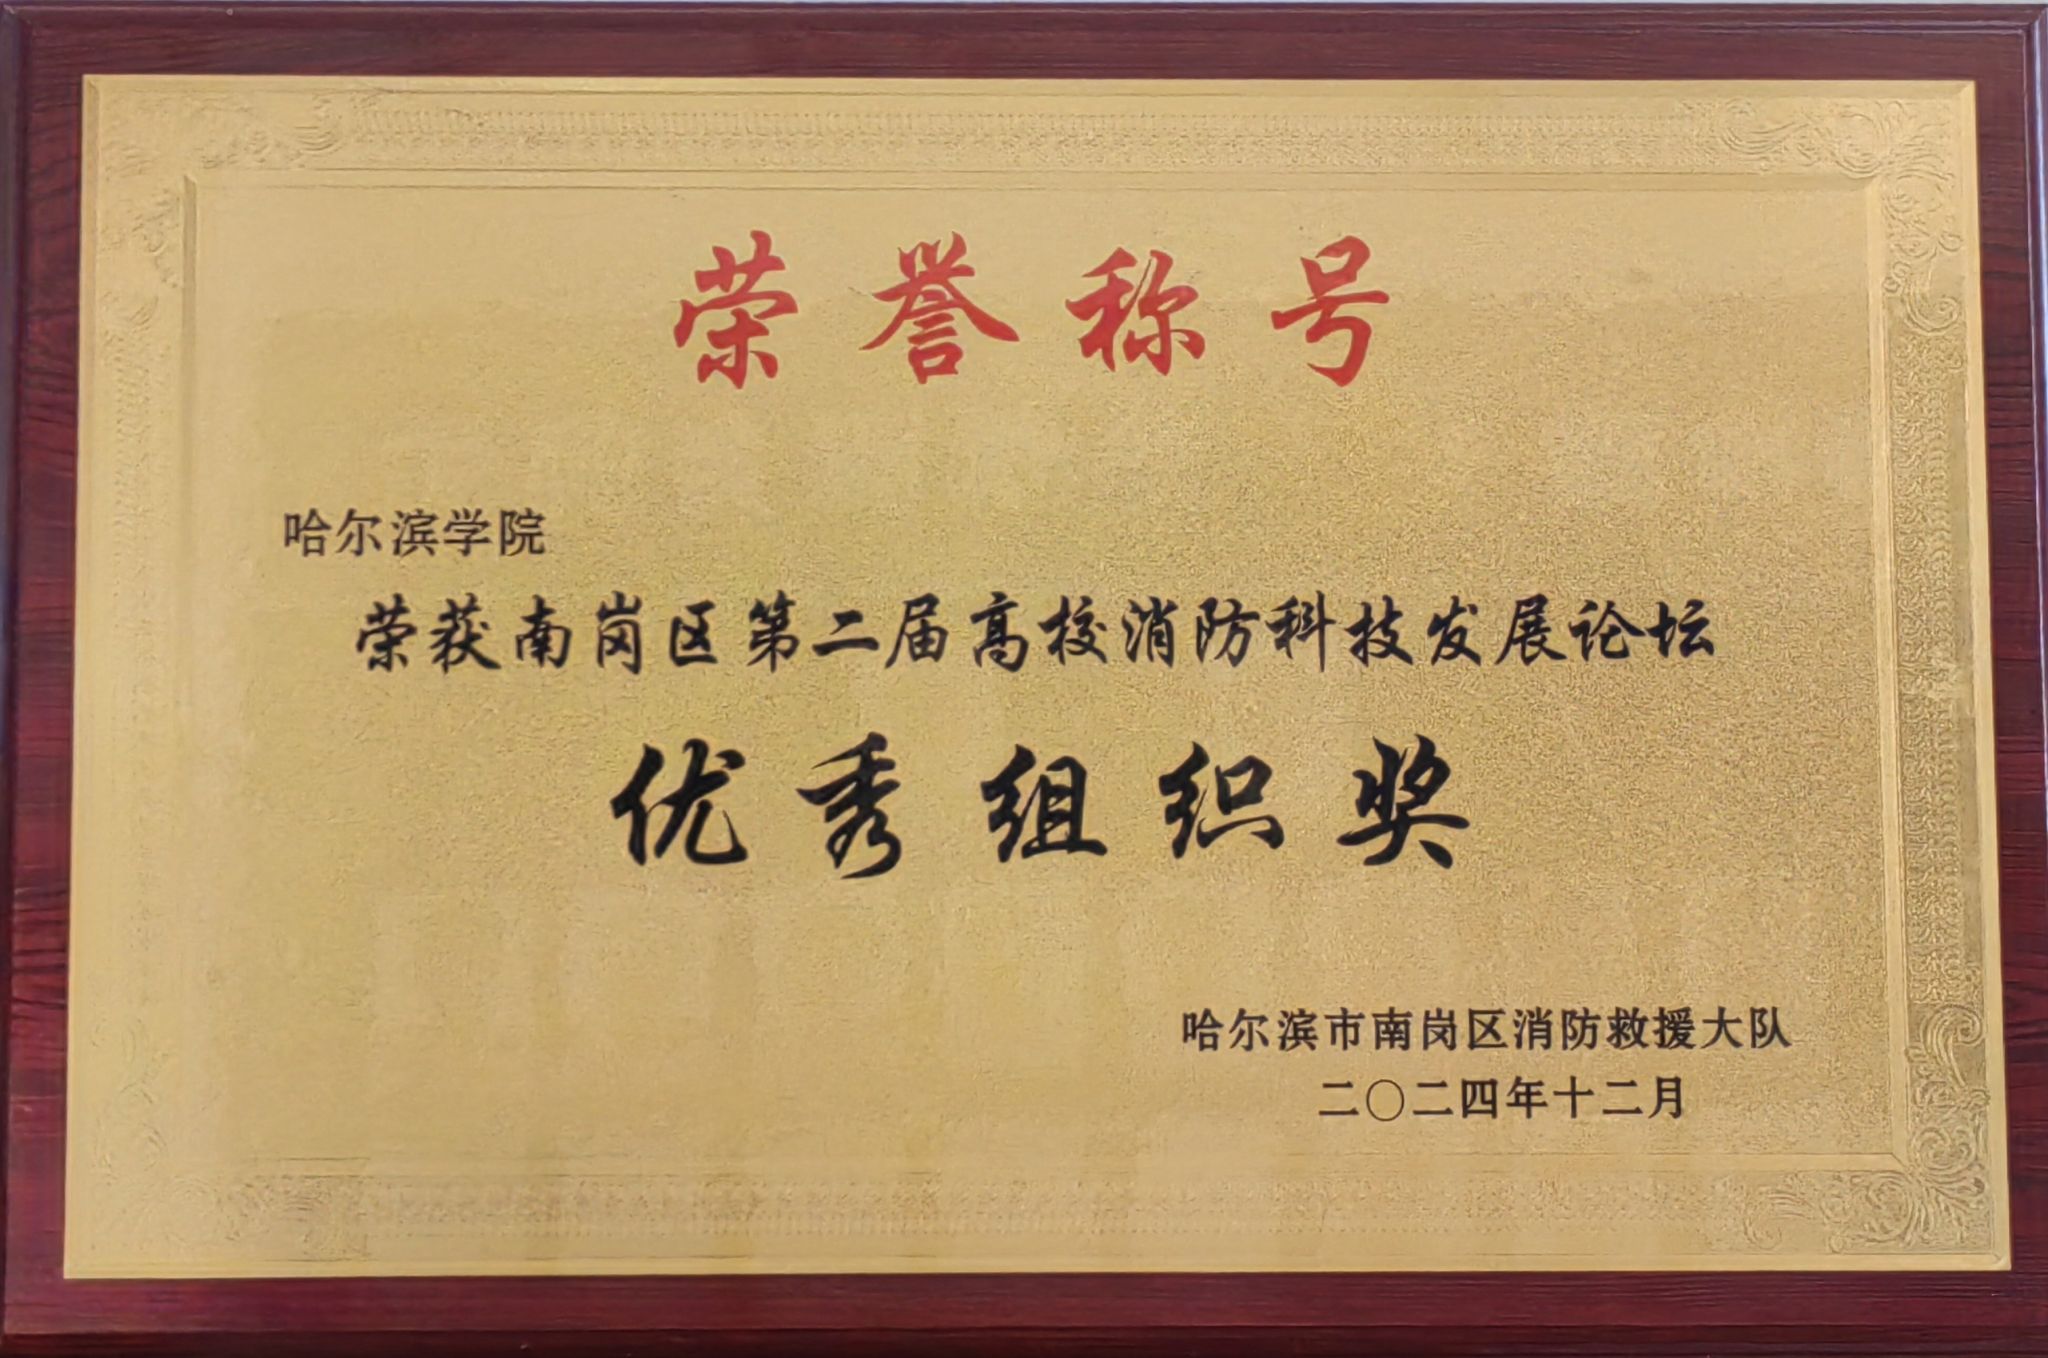 荣誉称号
哈尔滨学院
荣获南岗区第二届高校消防科技发展论坛
优秀组织奖
哈尔滨市南岗区消防救援大队
二〇二四年十二月